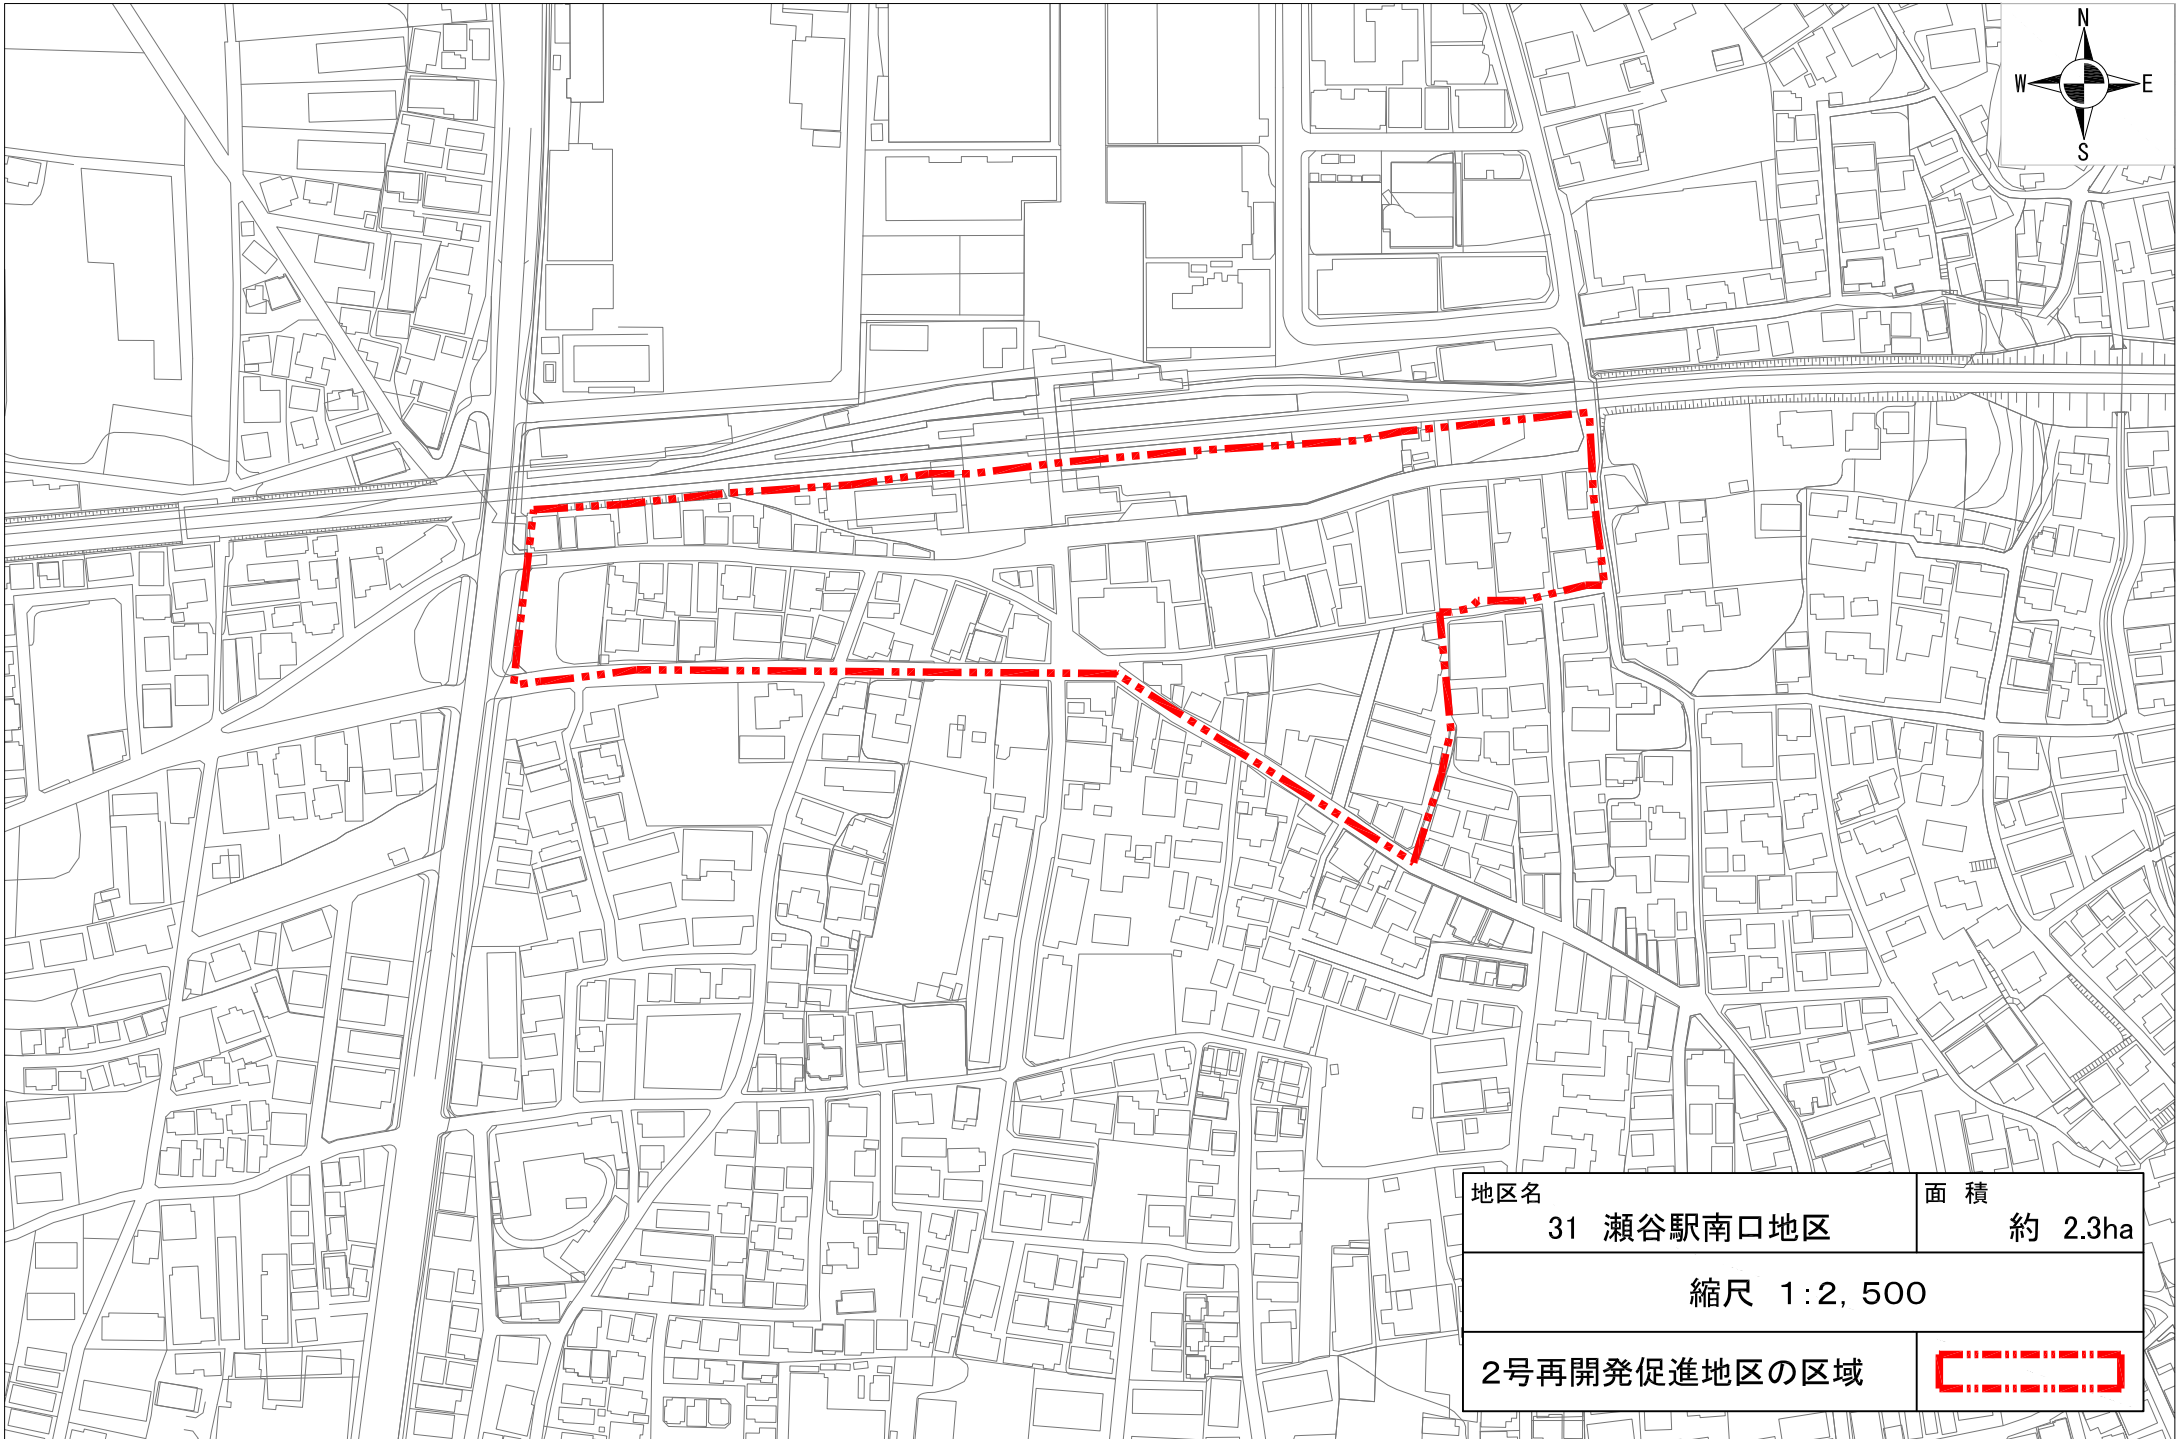 N
W E
S
地区名
31 瀬谷駅南口地区
面 積
約 2.3ha
縮尺 1:2,500
2号再開発促進地区の区域